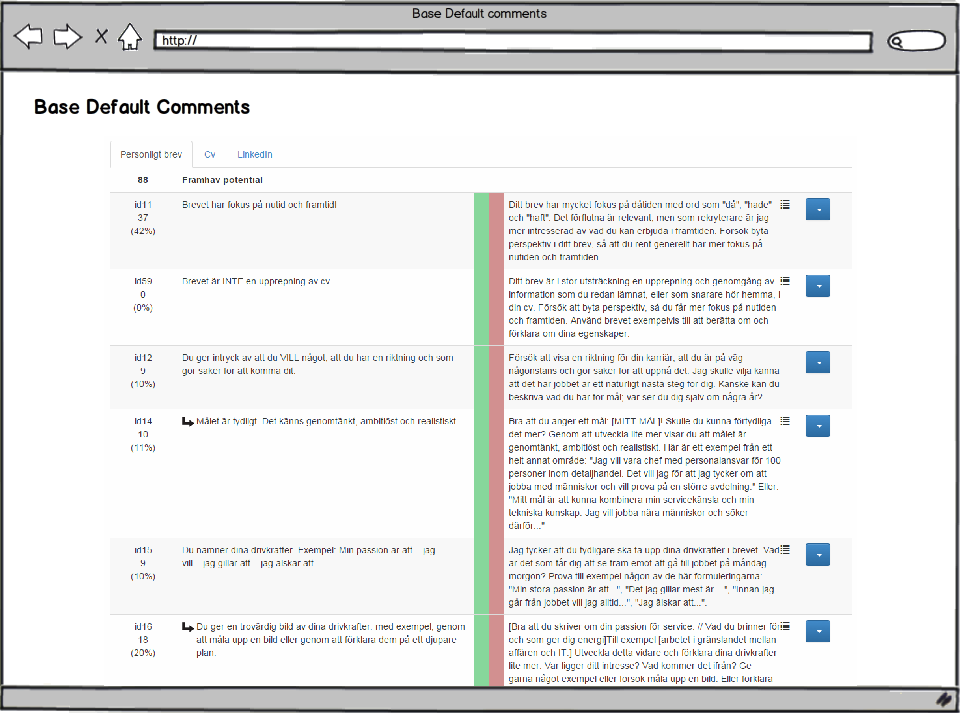 Base Default comments
http://
Base Default Comments
Personligt brev
Cv
LinkedIn
88 Framhäv potential
id11
37
(42%)
Brevet har fokus på nutid och framtid!
Ditt brev har mycket fokus på dåtiden med ord som "då", "hade"
och "haft". Det förflutna är relevant, men som rekryterare är jag
mer intresserad av vad du kan erbjuda i framtiden. Försök byta
perspektiv i ditt brev, så att du rent generellt har mer fokus på
nutiden och framtiden.
id59
0
(0%)
Brevet är INTE en upprepning av cv
Ditt brev är i stor utsträckning en upprepning och genomgång av
information som du redan lämnat, eller som snarare hör hemma, i
din cv. Försök att byta perspektiv, så du får mer fokus på nutiden
och framtiden. Använd brevet exempelvis till att berätta om och
förklara om dina egenskaper.
id12
9
(10%)
Du ger intryck av att du VILL något, att du har en riktning och som
gör saker för att komma dit.
Försök att visa en riktning för din karriär, att du är på väg
någonstans och gör saker för att uppnå det. Jag skulle vilja känna
att det här jobbet är ett naturligt nästa steg för dig. Kanske kan du
beskriva vad du har för mål; var ser du dig själv om några år?
id14
10
(11%)
Målet är tydligt. Det känns genomtänkt, ambitiöst och realistiskt.
Bra att du anger ett mål: [MITT MÅL]! Skulle du kunna förtydliga
det mer? Genom att utveckla lite mer visar du att målet är
genomtänkt, ambitiöst och realistiskt. Här är ett exempel från ett
helt annat område: "Jag vill vara chef med personalansvar för 100
personer inom detaljhandel. Det vill jag för att jag tycker om att
jobba med människor och vill prova på en större avdelning." Eller:
"Mitt mål är att kunna kombinera min servicekänsla och min
tekniska kunskap. Jag vill jobba nära människor och söker
därför..."
id15
9
(10%)
Du nämner dina drivkrafter. Exempel: Min passion är att... jag
vill... jag gillar att... jag älskar att...
Jag tycker att du tydligare ska ta upp dina drivkrafter i brevet. Vad
är det som får dig att se fram emot att gå till jobbet på måndag
morgon? Prova till exempel någon av de här formuleringarna:
"Min stora passion är att...", "Det jag gillar mest är ...", "Innan jag
går från jobbet vill jag alltid...", "Jag älskar att...".
id16
18
(20%)
Du ger en trovärdig bild av dina drivkrafter, med exempel, genom
att måla upp en bild eller genom att förklara dem på ett djupare
plan.
[Bra att du skriver om din passion för service. // Vad du brinner för
och som ger dig energi]Till exempel [arbetet i gränslandet mellan
affären och IT.] Utveckla detta vidare och förklara dina drivkrafter
lite mer. Var ligger ditt intresse? Vad kommer det ifrån? Ge
gärna något exempel eller försök måla upp en bild. Eller förklara